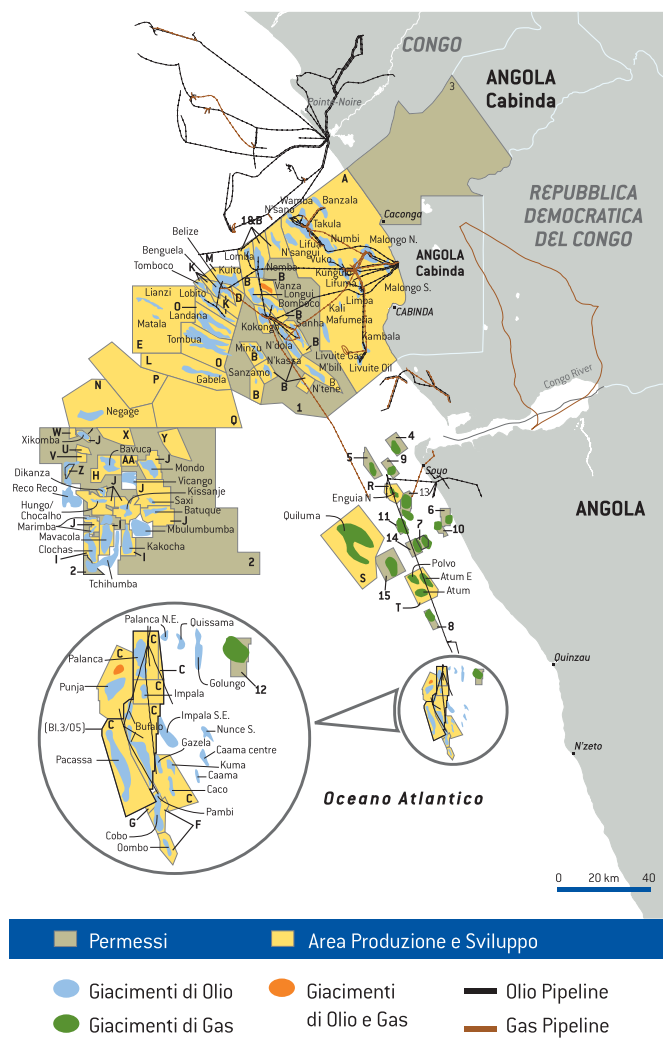 CONGO
ANGOLA
Cabinda
3
Pointe-Noire
A
REPUBBLICA
DEMOCRATICA
DEL CONGO
Wamba
Banzala
N'sano
Caconga
1&B
Takula
Belize
M
Lifua
Numbi
Malongo N.
Benguela
Lomba
N'sangui
Vuko
ANGOLA
Cabinda
Tomboco
K
Kuito
Nemba
B
Kungulo
B
Vanza
Lifuma
Malongo S.
Lianzi
Lobito
D
Longui
Limba
O
K
Bomboco
Kali
CABINDA
Landana
B
Matala
Kokongo
Sanha
Mafumeira
Tombua
N'dola
B
Kambala
E
Minzu
B
Livuite Gas
L
O
N'kassa
M'bili
Livuite Oil
Sanzamo
P
Gabela
B
B
N
B
N'tene
Congo River
Negage
Q
1
W
X
Y
4
Xikomba
J
U
Bavuca
5
9
V
AA
J
Soyo
Dikanza
Z
H
Mondo
R
J
Vicango
13
Reco Reco
J
Kissanje
Enguia N
Hungo/
Chocalho
Saxi
Quiluma
6
ANGOLA
Batuque
11
7
Marimba
J
I
J
Mbulumbumba
10
Mavacola
14
Clochas
Kakocha
Polvo
I
I
2
S
Atum E
2
15
Atum
Tchihumba
T
8
Palanca N.E.
Quissama
C
Palanca
C
C
Quinzau
Golungo
Punja
C
Impala
12
C
(Bl.3/05)
C
Bufalo
Impala S.E.
Nunce S.
Gazela
Caama centre
N'zeto
Pacassa
Kuma
Caama
Caco
C
Oceano Atlantico
Pambi
G
F
Cobo
Oombo
0 20 km 40
Permessi
Area Produzione e Sviluppo
Giacimenti di Olio
Giacimenti
di Olio e Gas
Olio Pipeline
Giacimenti di Gas
Gas Pipeline